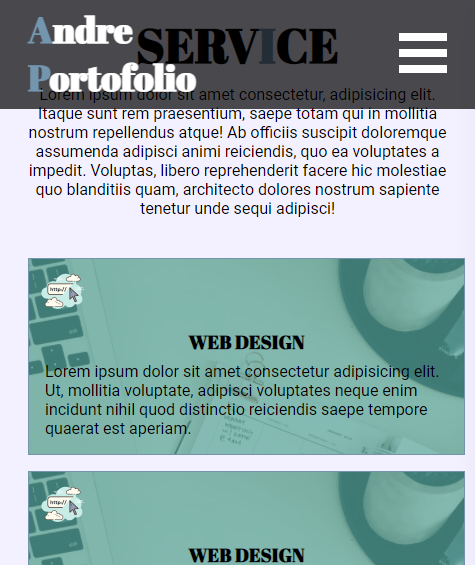 Andre
SERVICE
Portofolio
Lorem ipsum dolor sit amet consectetur, adipisicing elit.
Itaque sunt rem praesentium, saepe totam qui in mollitia
nostrum repellendus atque! Ab officiis suscipit doloremque
assumenda adipisci animi reiciendis, quo ea voluptates a
impedit. Voluptas, libero reprehenderit facere hic molestiae
quo blanditiis quam, architecto dolores nostrum sapiente
tenetur unde sequi adipisci!
http://
WEB DESIGN
Lorem ipsum dolor sit amet consectetur adipisicing elit.
Ut, mollitia voluptate, adipisci voluptates neque enim
incidunt nihil quod distinctio reiciendis saepe tempore
quaerat est aperiam.
http://
WEB DESIGN